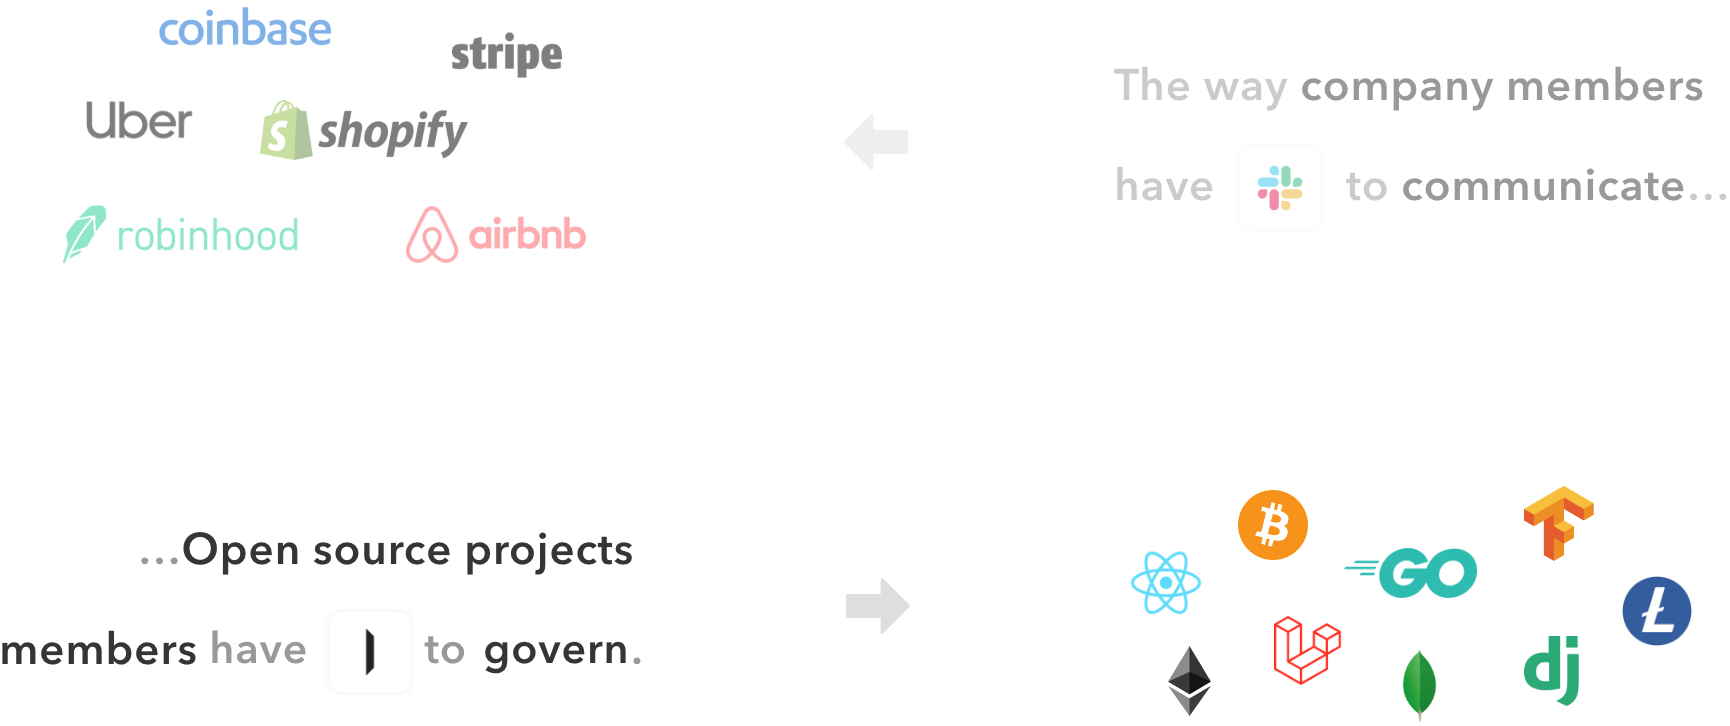 coinbase
stripe
Uber
shopify
robinhood
airbnb
The way company members
have to communicate...
...Open source projects
members have to govern.
GO
dj